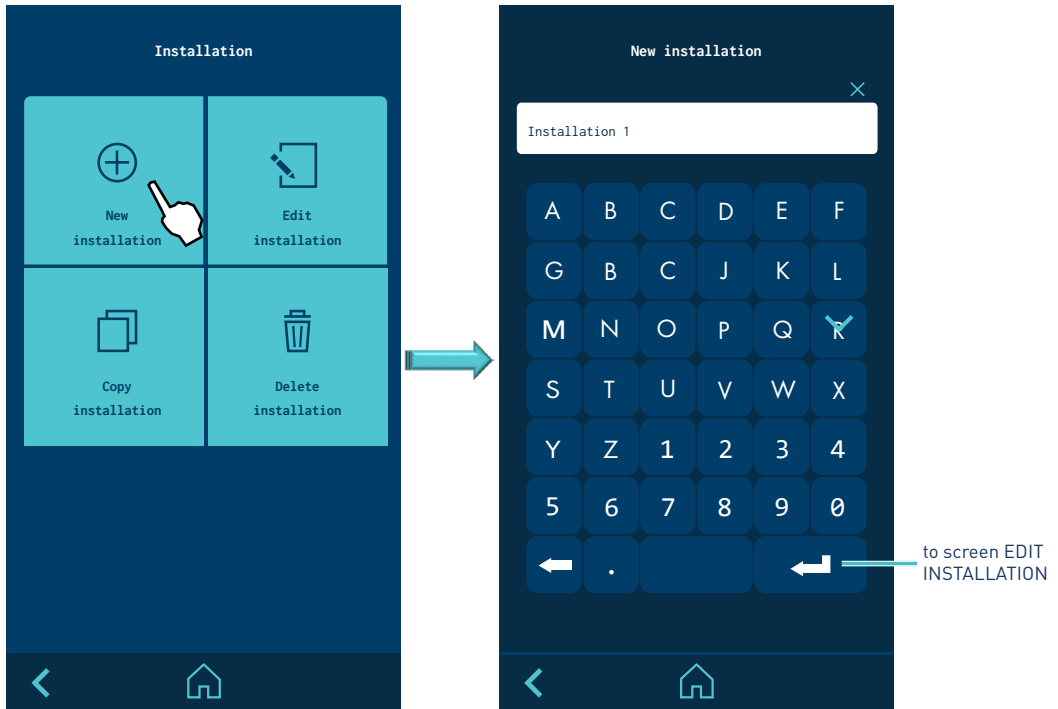 Installation
New
installation
Edit
installation
Copy
installation
Delete
installation
New installation
Installation 1
A B C D E F
G B C J K L
M N O P Q R
S T U V W X
Y Z 1 2 3 4
5 6 7 8 9 0
.
to screen EDIT
INSTALLATION